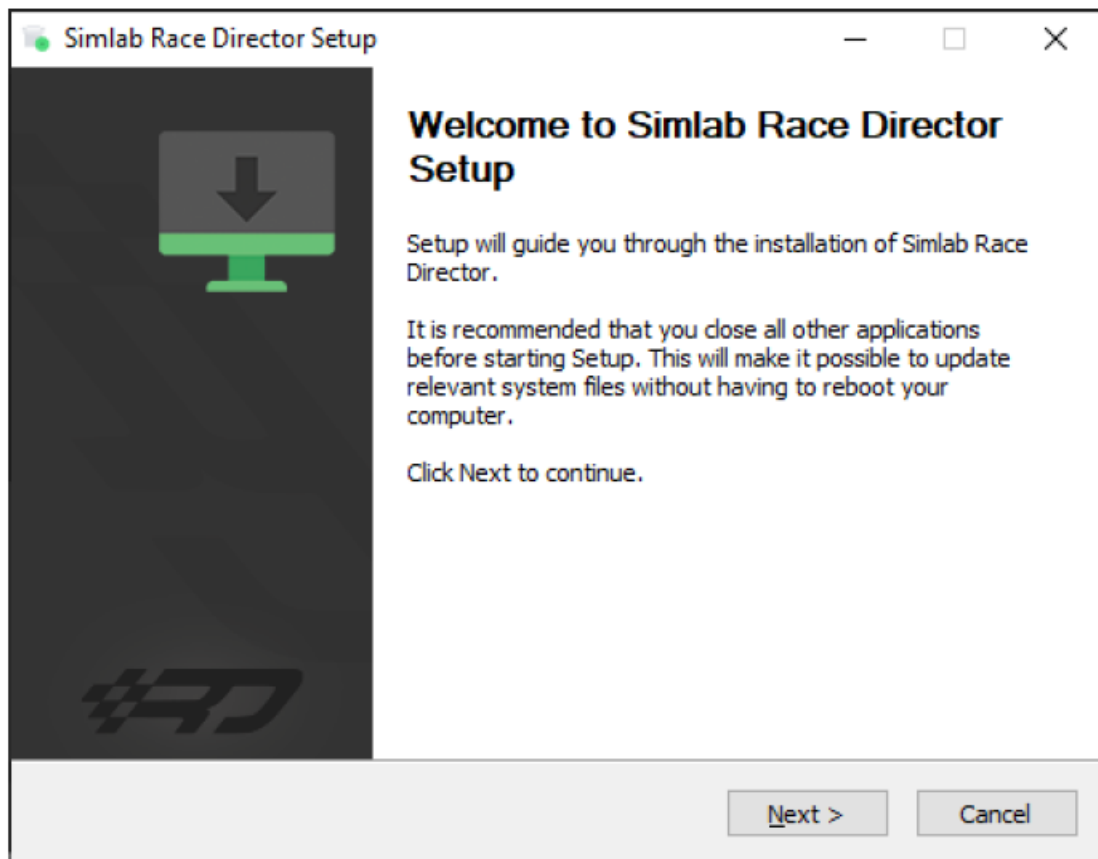 Simlab Race Director Setup
Welcome to Simlab Race Director
Setup
Setup will guide you through the installation of Simlab Race
Director.
It is recommended that you close all other applications
before starting Setup. This will make it possible to update
relevant system files without having to reboot your
computer.
Click Next to continue.
RD
Next >
Cancel